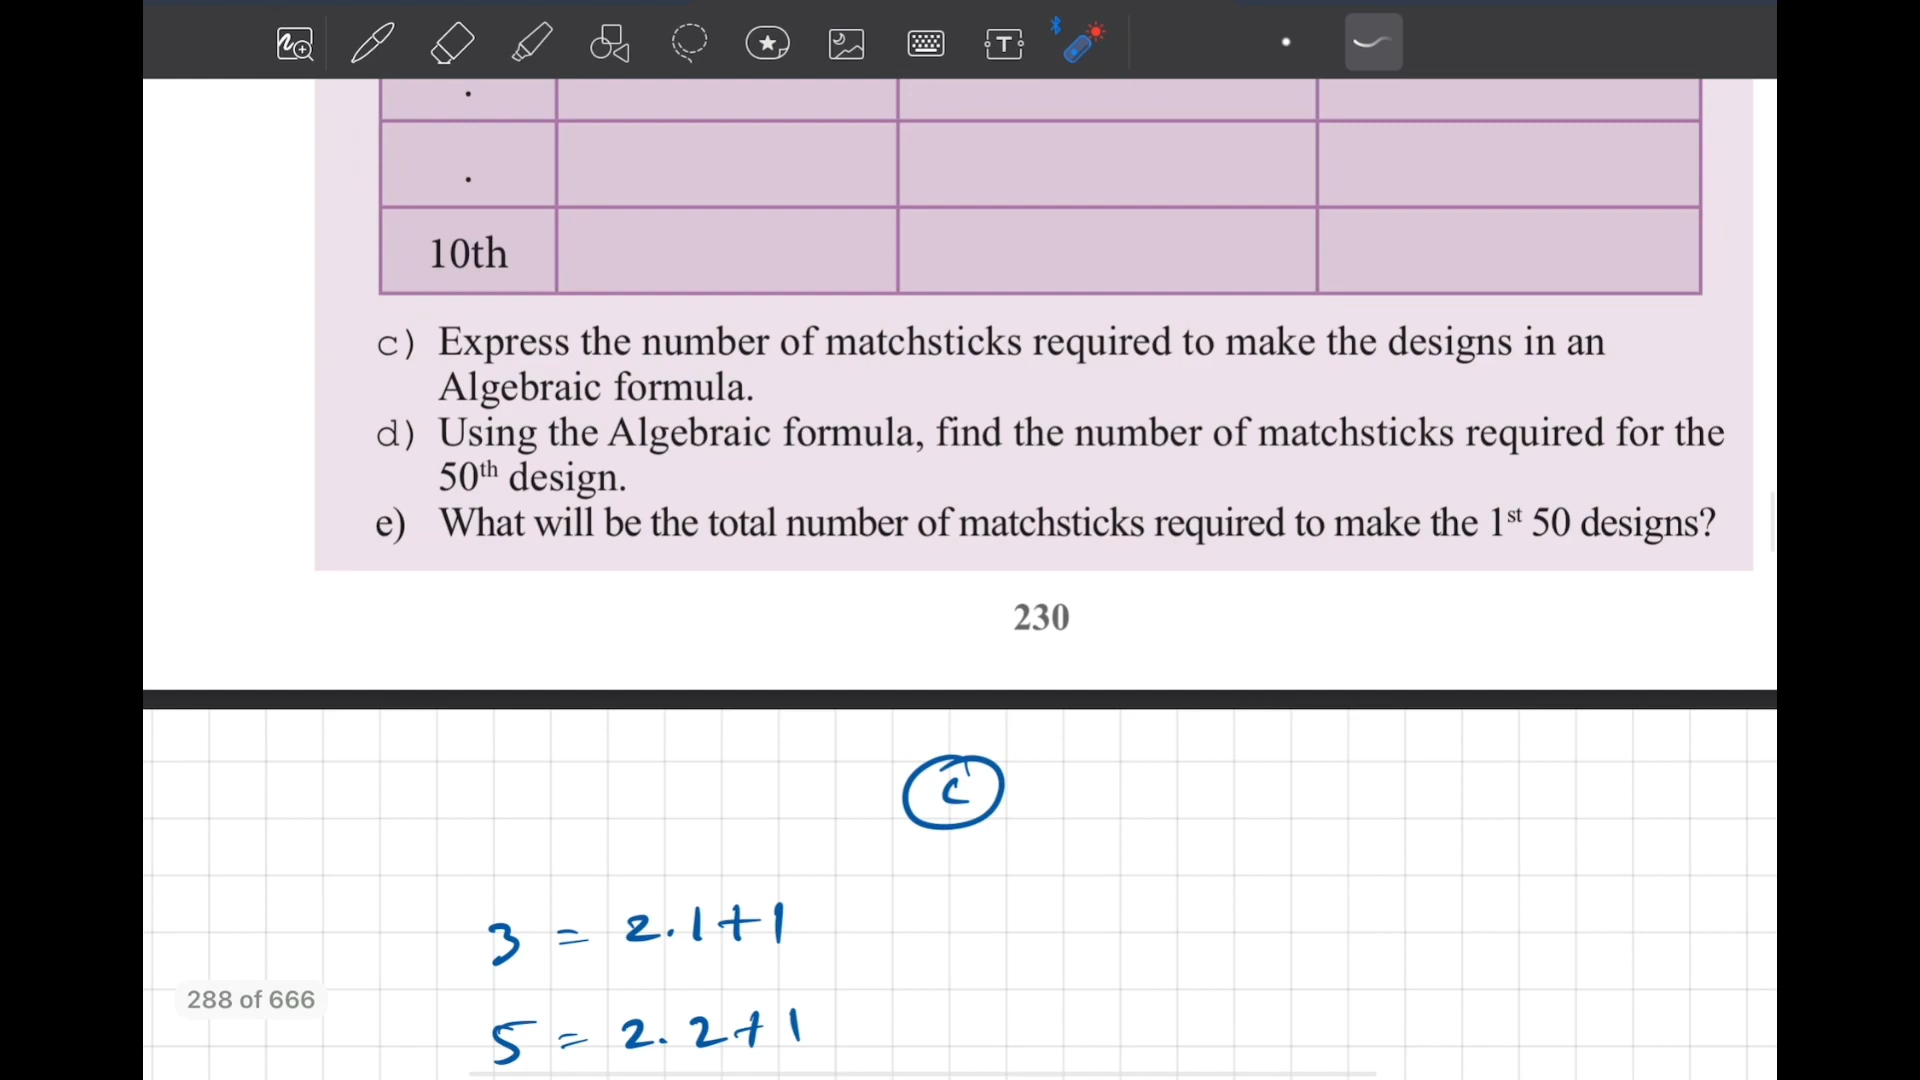 T
.
.
10th
c) Express the number of matchsticks required to make the designs in an
Algebraic formula.
d) Using the Algebraic formula, find the number of matchsticks required for the
50th design.
e) What will be the total number of matchsticks required to make the 1st 50 designs?
230
c
3 = 2.1+1
288 of 666
5 = 2.2+1